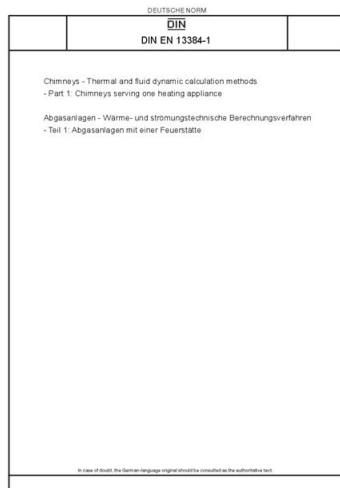 DEUTSCHE NORM
DIN
DIN EN 13384-1
Chimneys - Thermal and fluid dynamic calculation methods
- Part 1: Chimneys serving one heating appliance
Abgasanlagen - Wärme- und strömungstechnische Berechnungsverfahren
- Teil 1: Abgasanlagen mit einer Feuerstätte
In case of doubt, the German-language original should be consulted as the authoritative text.